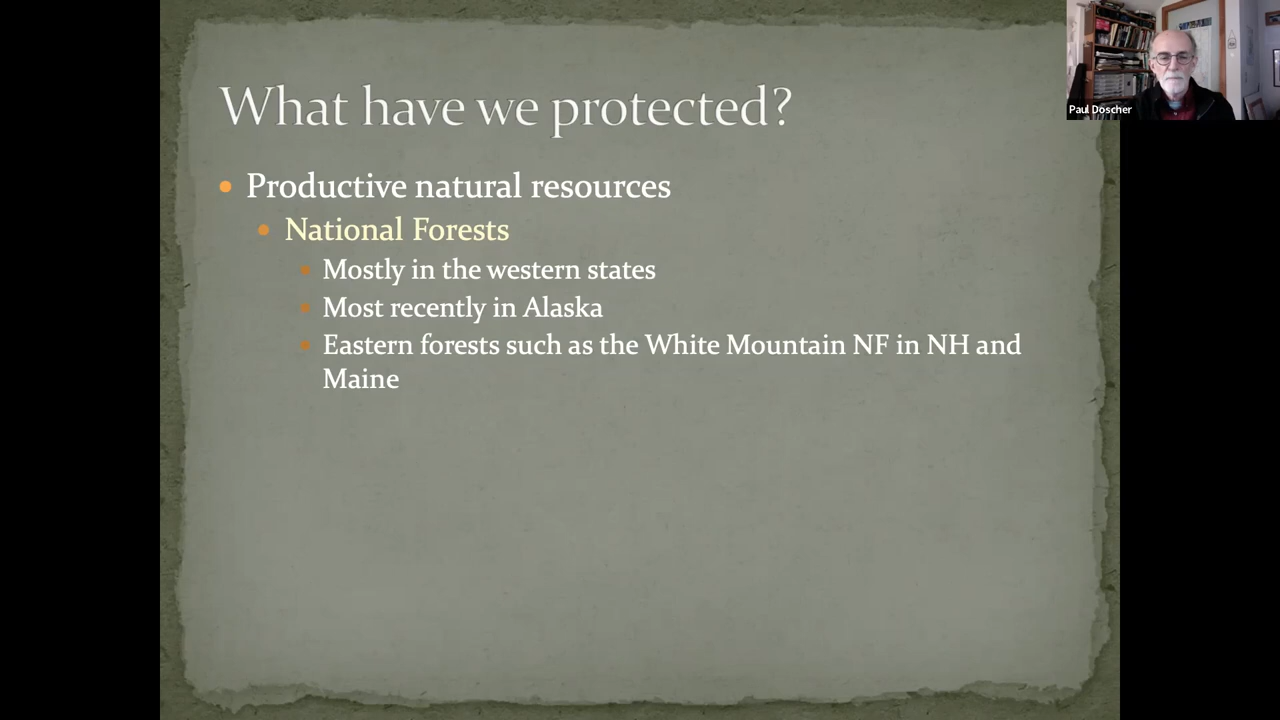 What have we protected?
Paul Doscher
Productive natural resources
National Forests
Mostly in the western states
Most recently in Alaska
Eastern forests such as the White Mountain NF in NH and
Maine